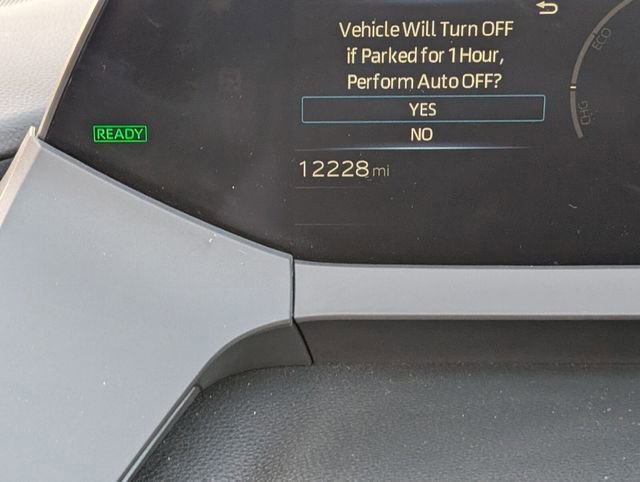 Vehicle Will Turn OFF
if Parked for 1 Hour,
Perform Auto OFF?
YES
NO
READY
12228 mi
ECO
CHG